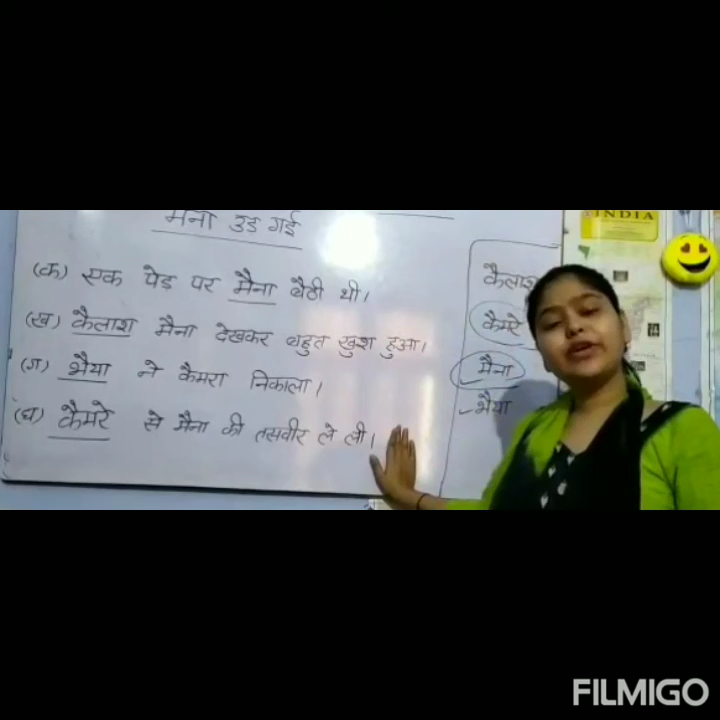 मैना उड़ गई
(क) एक पेड़ पर मैना बैठी थी।
(ख) कैलाश मैना देखकर बहुत खुश हुआ।
(ग) भैया ने कैमरा निकाला।
(घ) कैमरे से मैना की तसवीर ले ली।
कैलाश
कैमरे
मैना
भैया
INDIA
FILMIGO